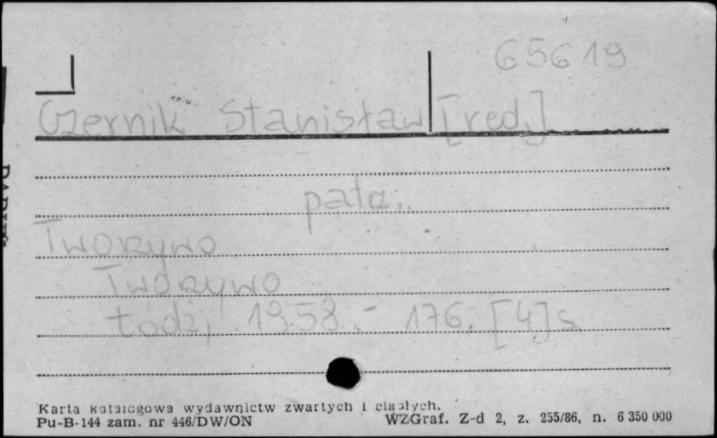 65619
Czernik Stanisław [red.]
patrz:
Tworzywo
Tworzywo
Łódź, 1958.- 176, [4] s
Karta katalogowa wydawnictw zwartych i ciągłych.
Pu-B-144 zam. nr 446/DW/ON
WZGraf. Z-d 2, z. 255/86, n. 6 350 000